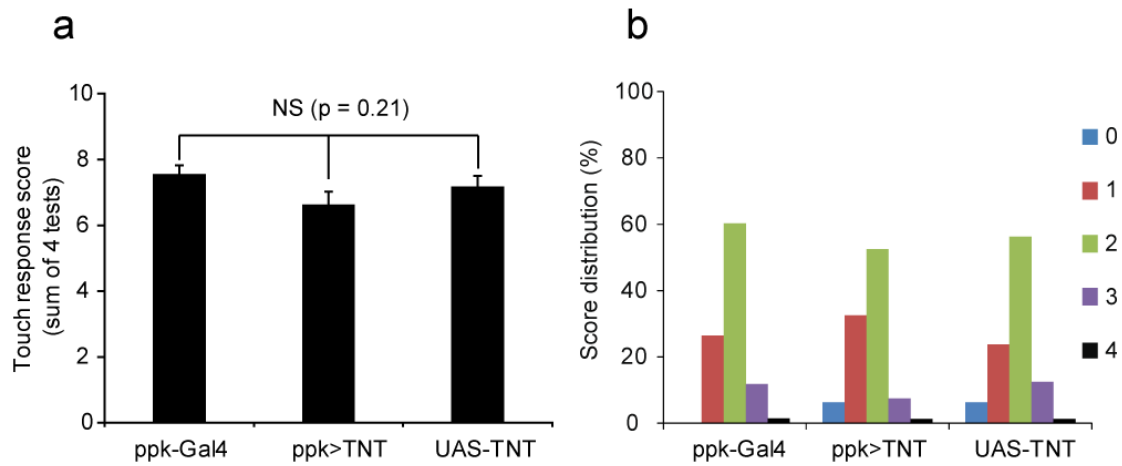 a
Touch response score
(sum of 4 tests)
10
8
6
4
2
0
NS (p = 0.21)
ppk-Gal4
ppk>TNT
UAS-TNT
b
Score distribution (%)
100
80
60
40
20
0
ppk-Gal4
ppk>TNT
UAS-TNT
0
1
2
3
4